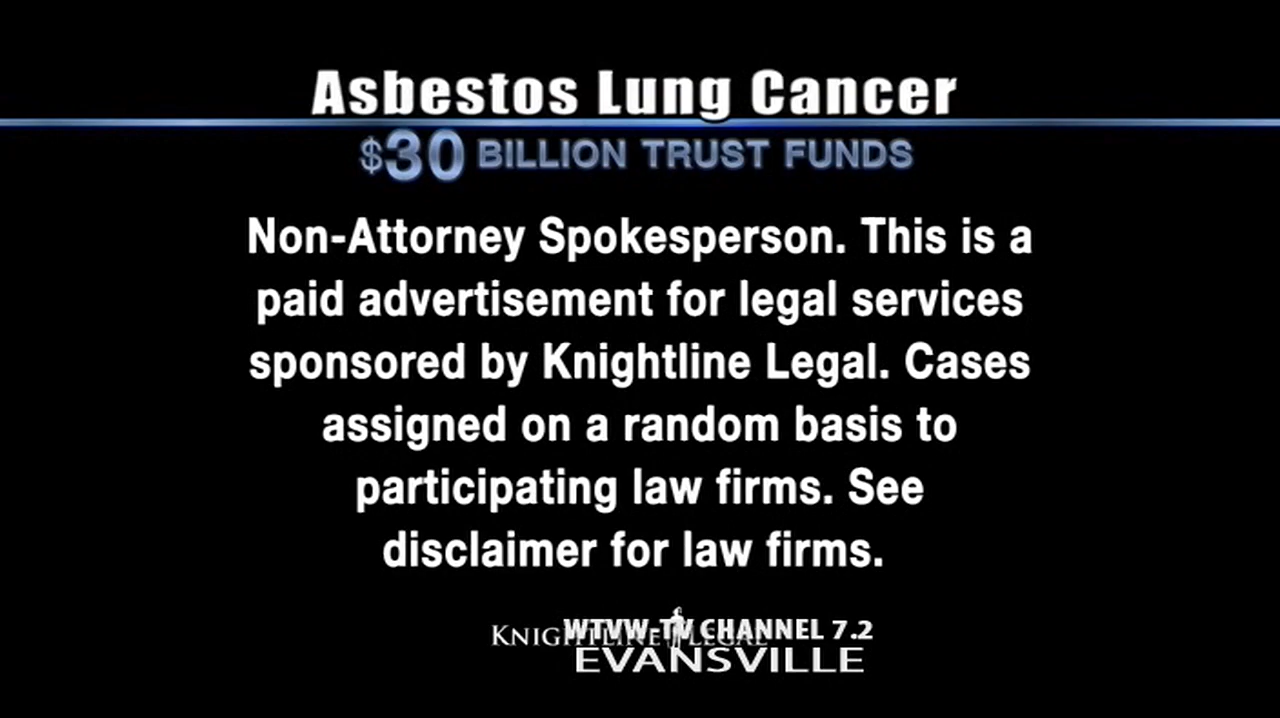 Asbestos Lung Cancer
$30 BILLION TRUST FUNDS
Non-Attorney Spokesperson. This is a
paid advertisement for legal services
sponsored by Knightline Legal. Cases
assigned on a random basis to
participating law firms. See
disclaimer for law firms.
KNIGHTLINE LEGAL
WTVW-TV CHANNEL 7.2
EVANSVILLE